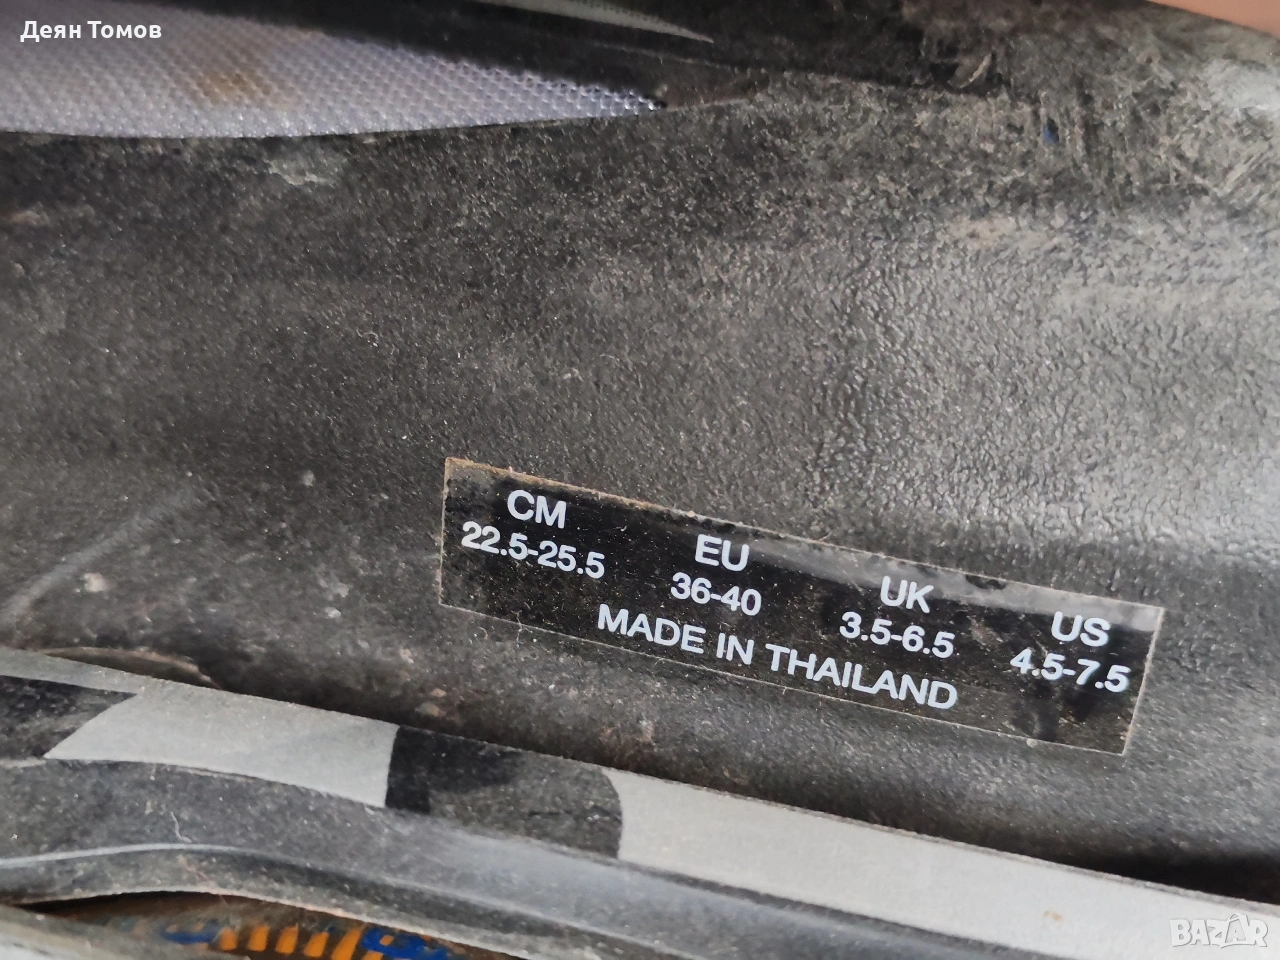 Деян Томов
CM EU UK US
22.5-25.5 36-40 3.5-6.5 4.5-7.5
MADE IN THAILAND
BAZAR